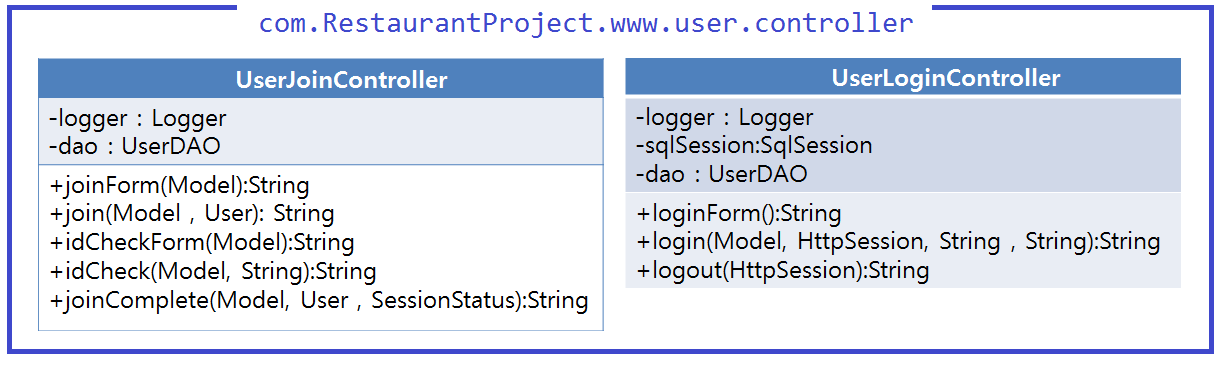 com.RestaurantProject.www.user.controller
UserJoinController
-logger : Logger
-dao : UserDAO
+joinForm(Model):String
+join(Model , User): String
+idCheckForm(Model):String
+idCheck(Model, String):String
+joinComplete(Model, User , SessionStatus):String
UserLoginController
-logger : Logger
-sqlSession:SqlSession
-dao : UserDAO
+loginForm():String
+login(Model, HttpSession, String , String):String
+logout(HttpSession):String